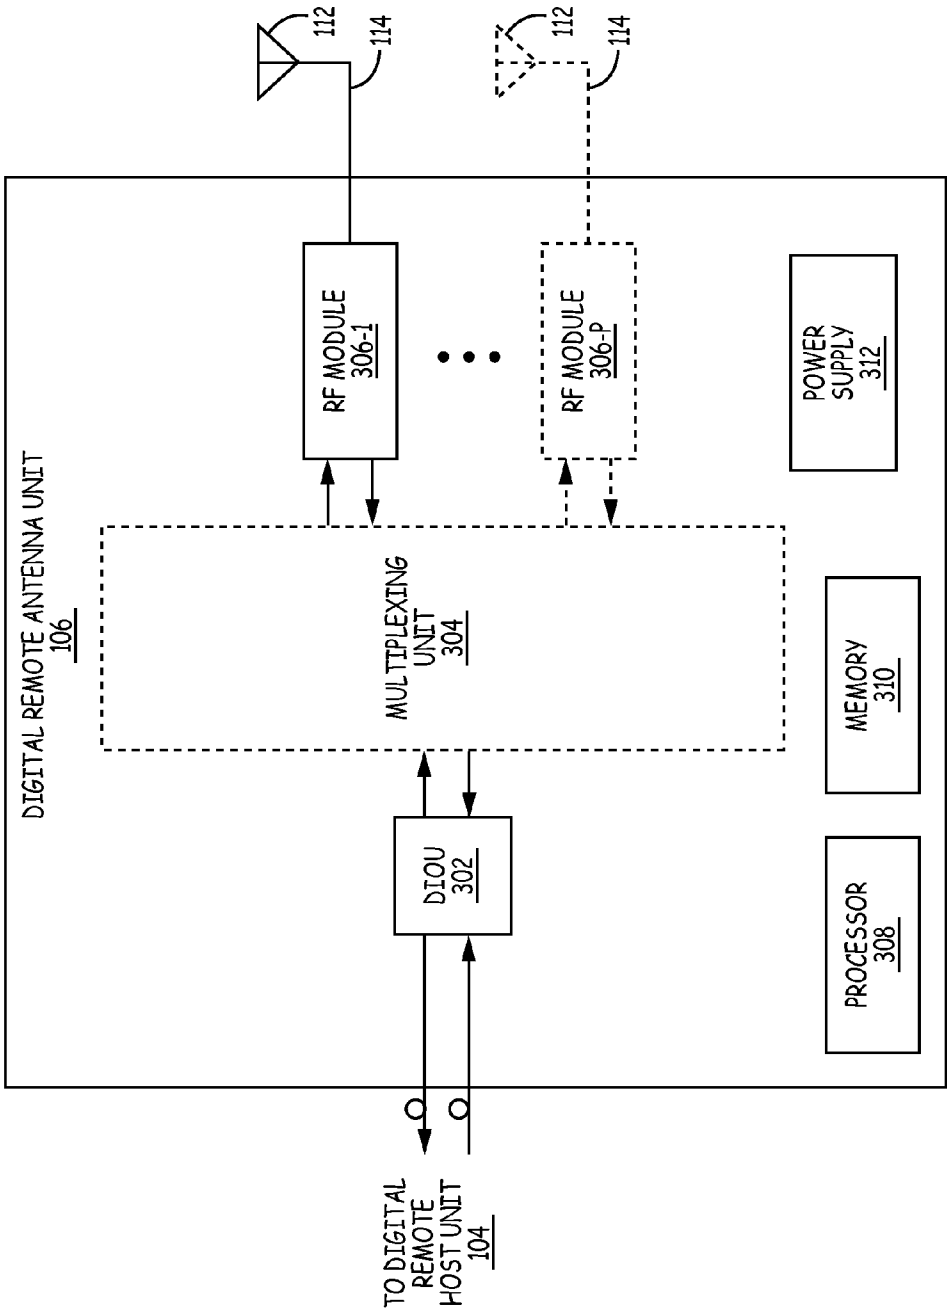 DIGITAL REMOTE ANTENNA UNIT
106
TO DIGITAL
REMOTE
HOST UNIT
104
DIOU
302
MULTIPLEXING
UNIT
304
RF MODULE
306-1
112
114
RF MODULE
306-P
112
114
PROCESSOR
308
MEMORY
310
POWER
SUPPLY
312